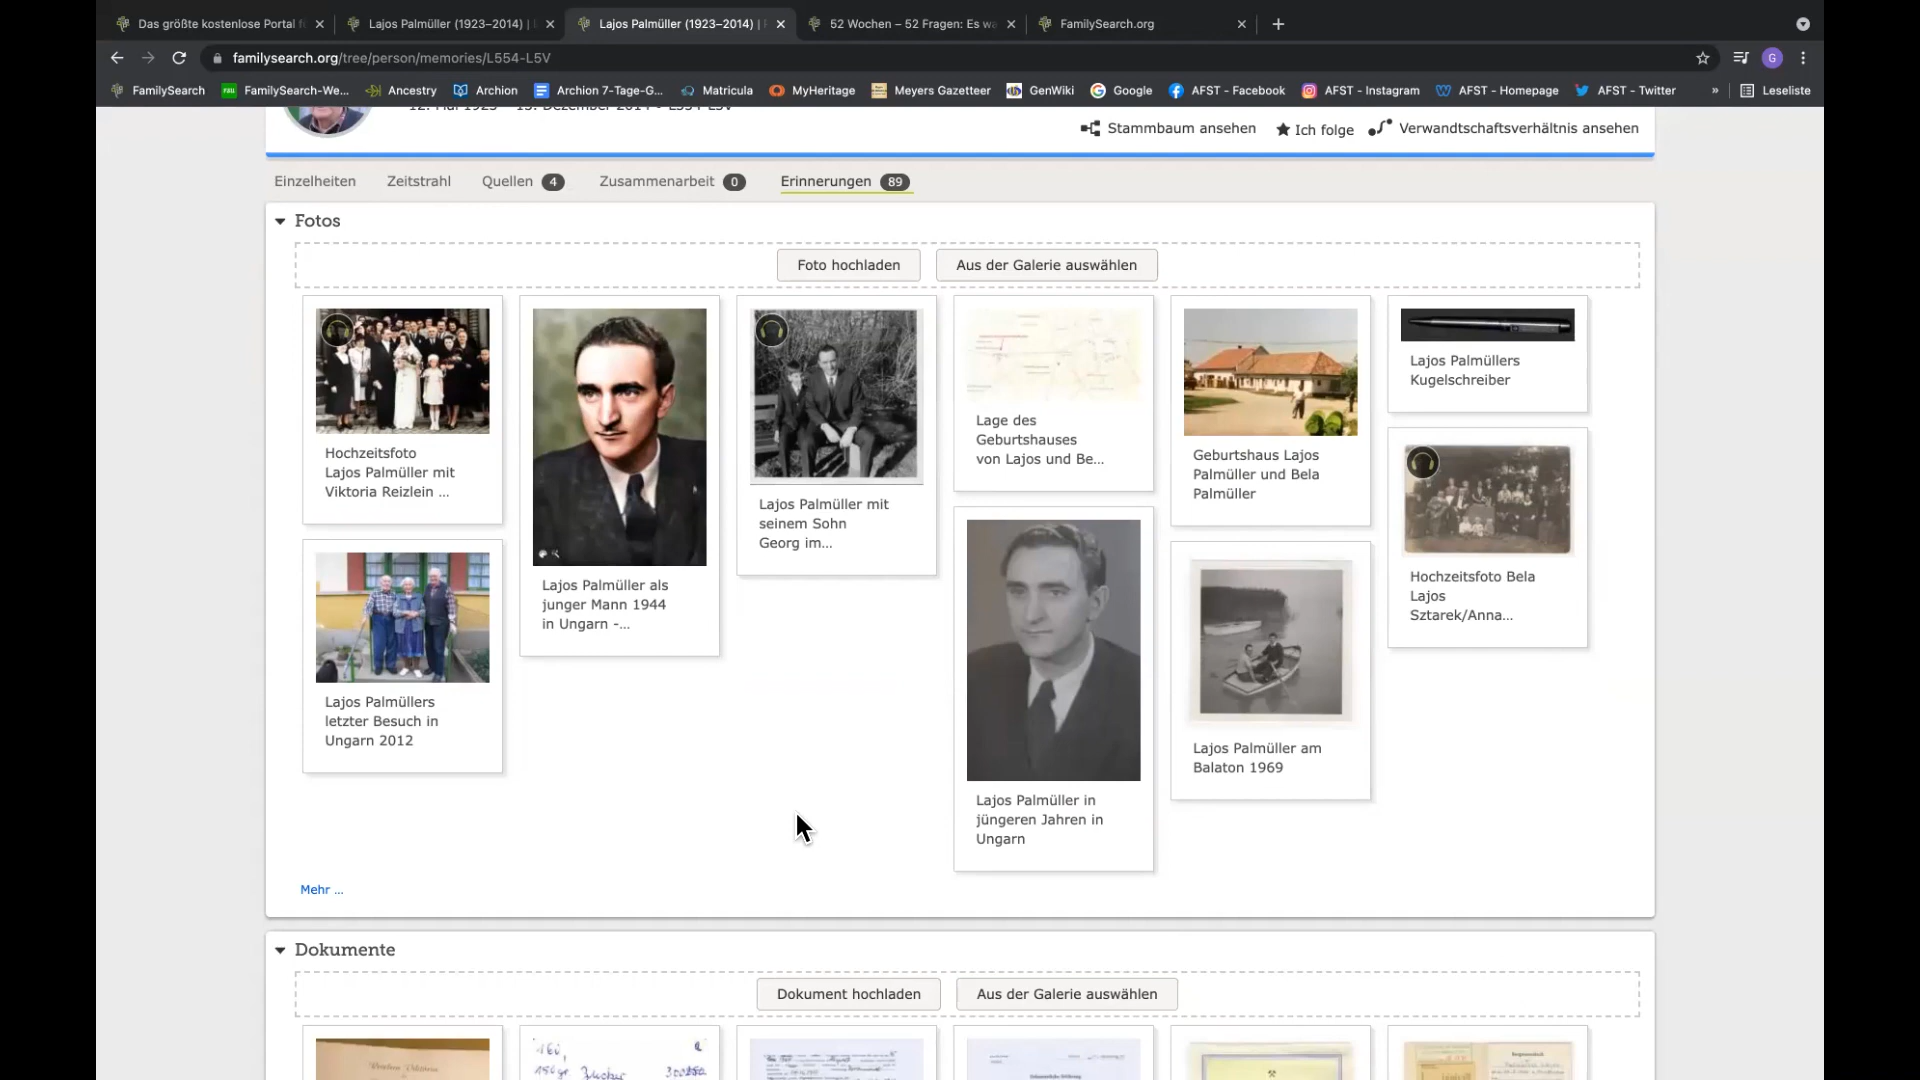 Das größte kostenlose Portal f
Lajos Palmüller (1923–2014) |
Lajos Palmüller (1923–2014) |
52 Wochen – 52 Fragen: Es wa
FamilySearch.org
familysearch.org/tree/person/memories/L554-L5V
G
FamilySearch
FamilySearch-We...
Ancestry
Archion
Archion 7-Tage-G...
Matricula
MyHeritage
Meyers Gazetteer
GenWiki
Google
AFST - Facebook
AFST - Instagram
AFST - Homepage
AFST - Twitter
»
Leseliste
Stammbaum ansehen
Ich folge
Verwandtschaftsverhältnis ansehen
Einzelheiten
Zeitstrahl
Quellen 4
Zusammenarbeit 0
Erinnerungen 89
Fotos
Foto hochladen
Aus der Galerie auswählen
Hochzeitsfoto
Lajos Palmüller mit
Viktoria Reizlein ...
Lajos Palmüller als
junger Mann 1944
in Ungarn -...
Lajos Palmüller mit
seinem Sohn
Georg im...
Lage des
Geburtshauses
von Lajos und Be...
Geburtshaus Lajos
Palmüller und Bela
Palmüller
Lajos Palmüllers
Kugelschreiber
Hochzeitsfoto Bela
Lajos
Sztarek/Anna...
Lajos Palmüllers
letzter Besuch in
Ungarn 2012
Lajos Palmüller in
jüngeren Jahren in
Ungarn
Lajos Palmüller am
Balaton 1969
Mehr ...
Dokumente
Dokument hochladen
Aus der Galerie auswählen